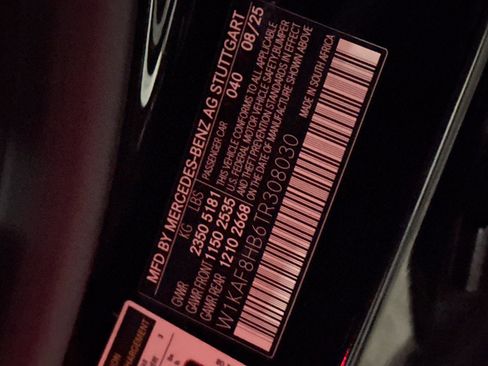 MFD BY MERCEDES-BENZ AG STUTTGART
040 08/25
KG LBS PASSENGER CAR
GVWR 2350 5181
GAWR FRONT 1150 2535
GAWR REAR 1210 2668
THIS VEHICLE CONFORMS TO ALL APPLICABLE
U.S. FEDERAL MOTOR VEHICLE SAFETY, BUMPER
AND THEFT PREVENTION STANDARDS IN EFFECT
ON THE DATE OF MANUFACTURE SHOWN ABOVE
W1KAF8HB6TR308030
MADE IN SOUTH AFRICA
CHARGEMENT